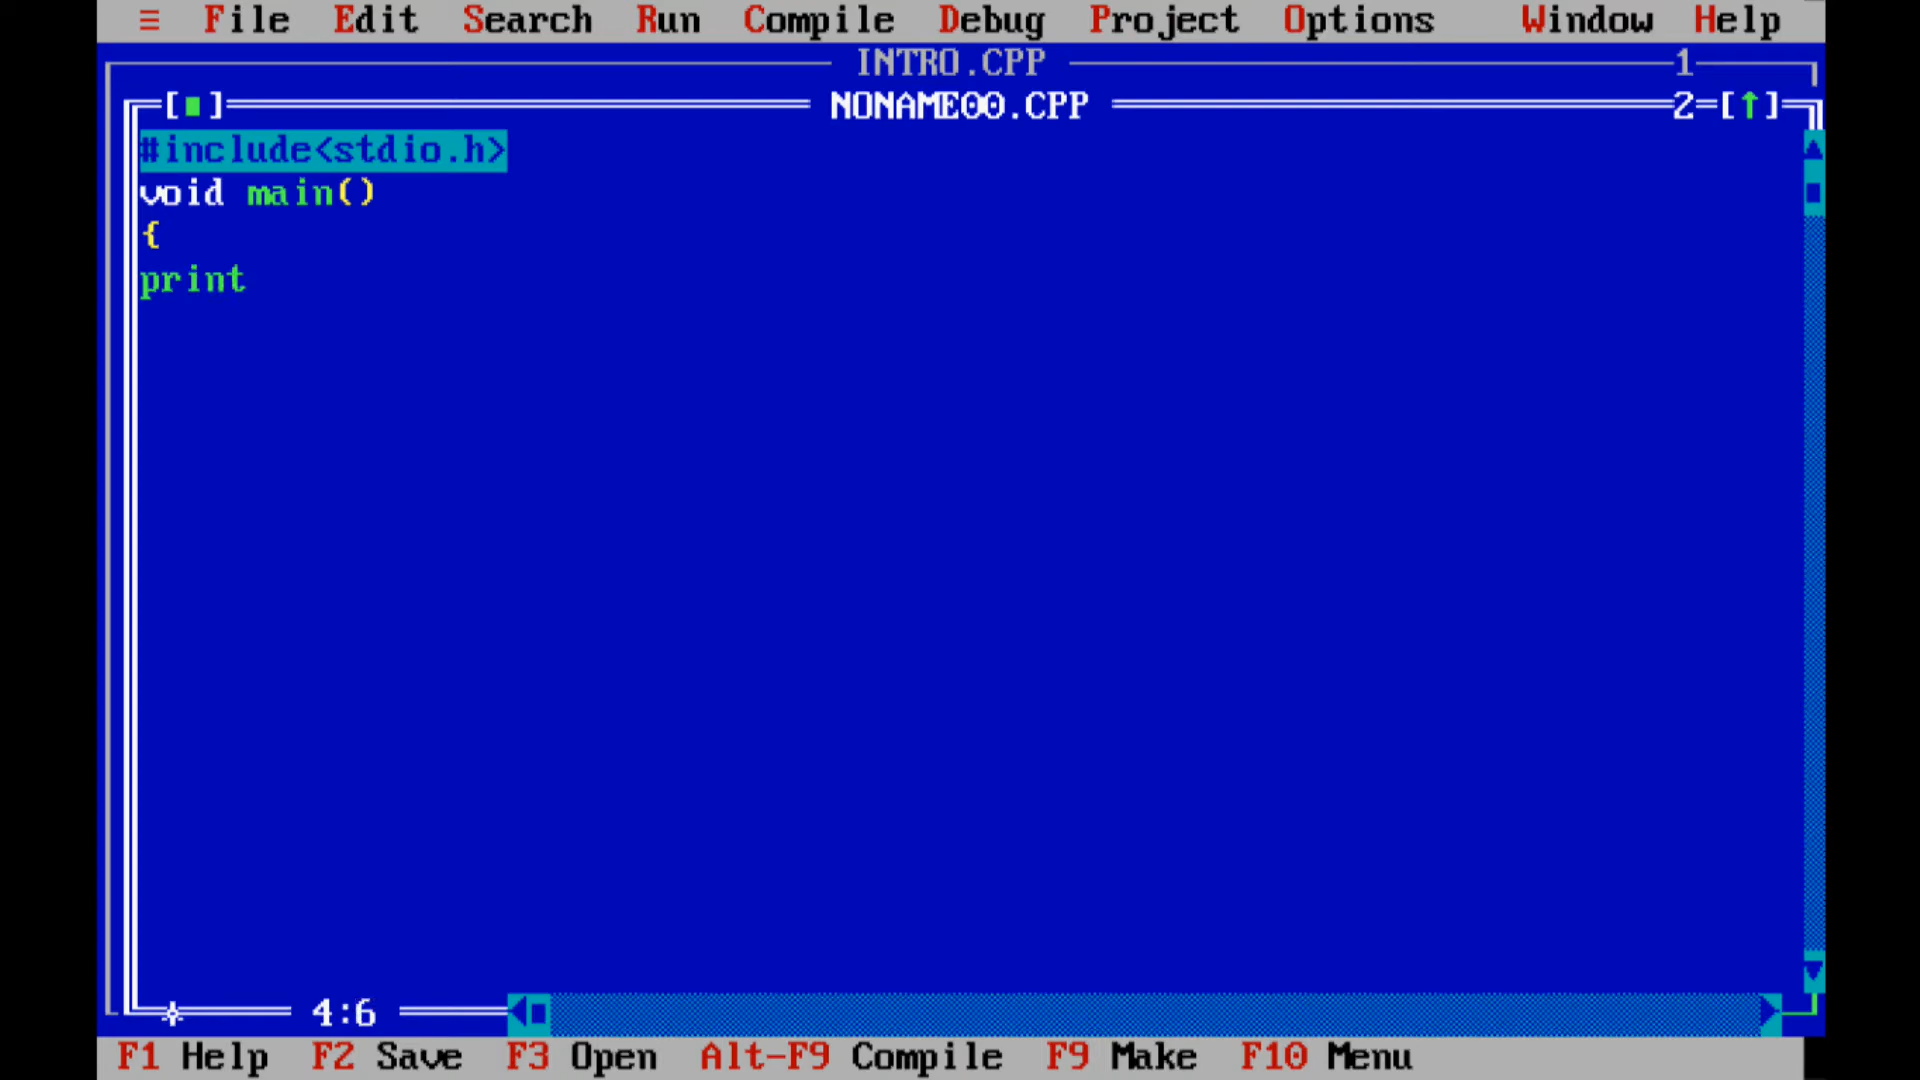 ≡ File Edit Search Run Compile Debug Project Options Window Help
INTRO.CPP 1
[■] NONAME00.CPP 2=[↑]
#include<stdio.h>
void main()
{
print
4:6
F1 Help F2 Save F3 Open Alt-F9 Compile F9 Make F10 Menu